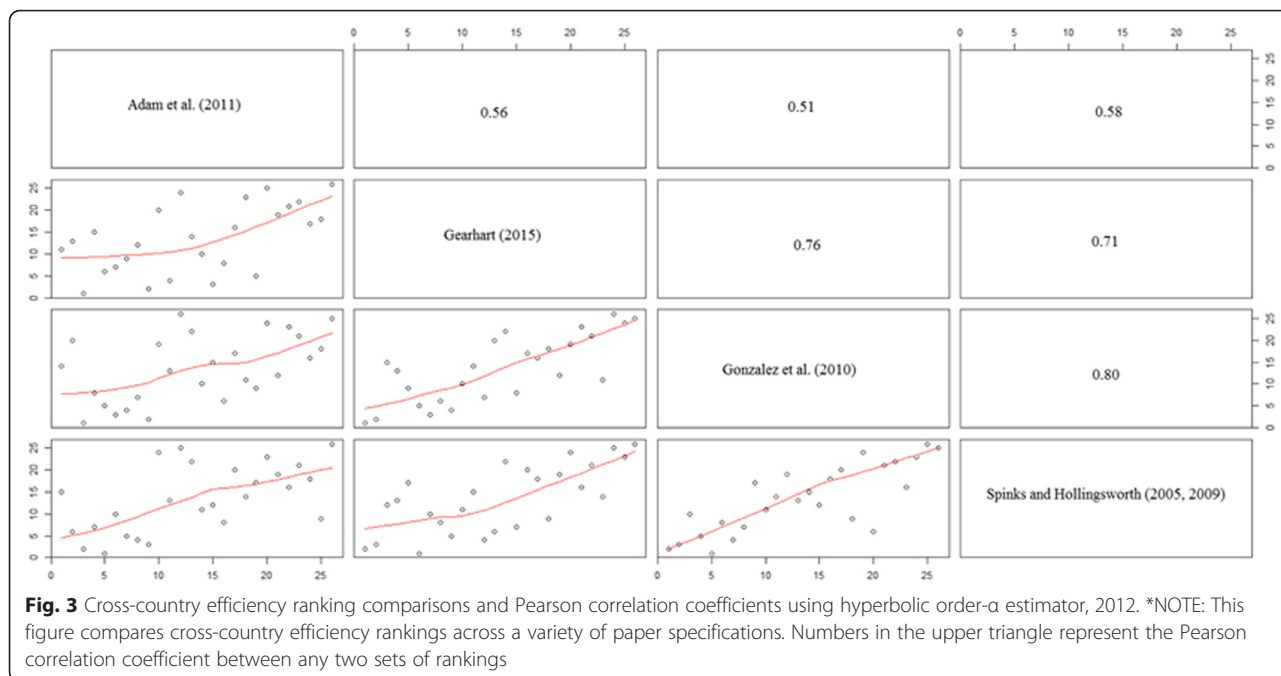 0 5 10 15 20 25
0 5 10 15 20 25
Adam et al. (2011)
0.56
0.51
0.58
0 5 10 15 20 25
0 5 10 15 20 25
Gearhart (2015)
0.76
0.71
0 5 10 15 20 25
Gonzalez et al. (2010)
0.80
0 5 10 15 20 25
Spinks and Hollingsworth (2005, 2009)
0 5 10 15 20 25
0 5 10 15 20 25
Fig. 3 Cross-country efficiency ranking comparisons and Pearson correlation coefficients using hyperbolic order-α estimator, 2012. *NOTE: This
figure compares cross-country efficiency rankings across a variety of paper specifications. Numbers in the upper triangle represent the Pearson
correlation coefficient between any two sets of rankings